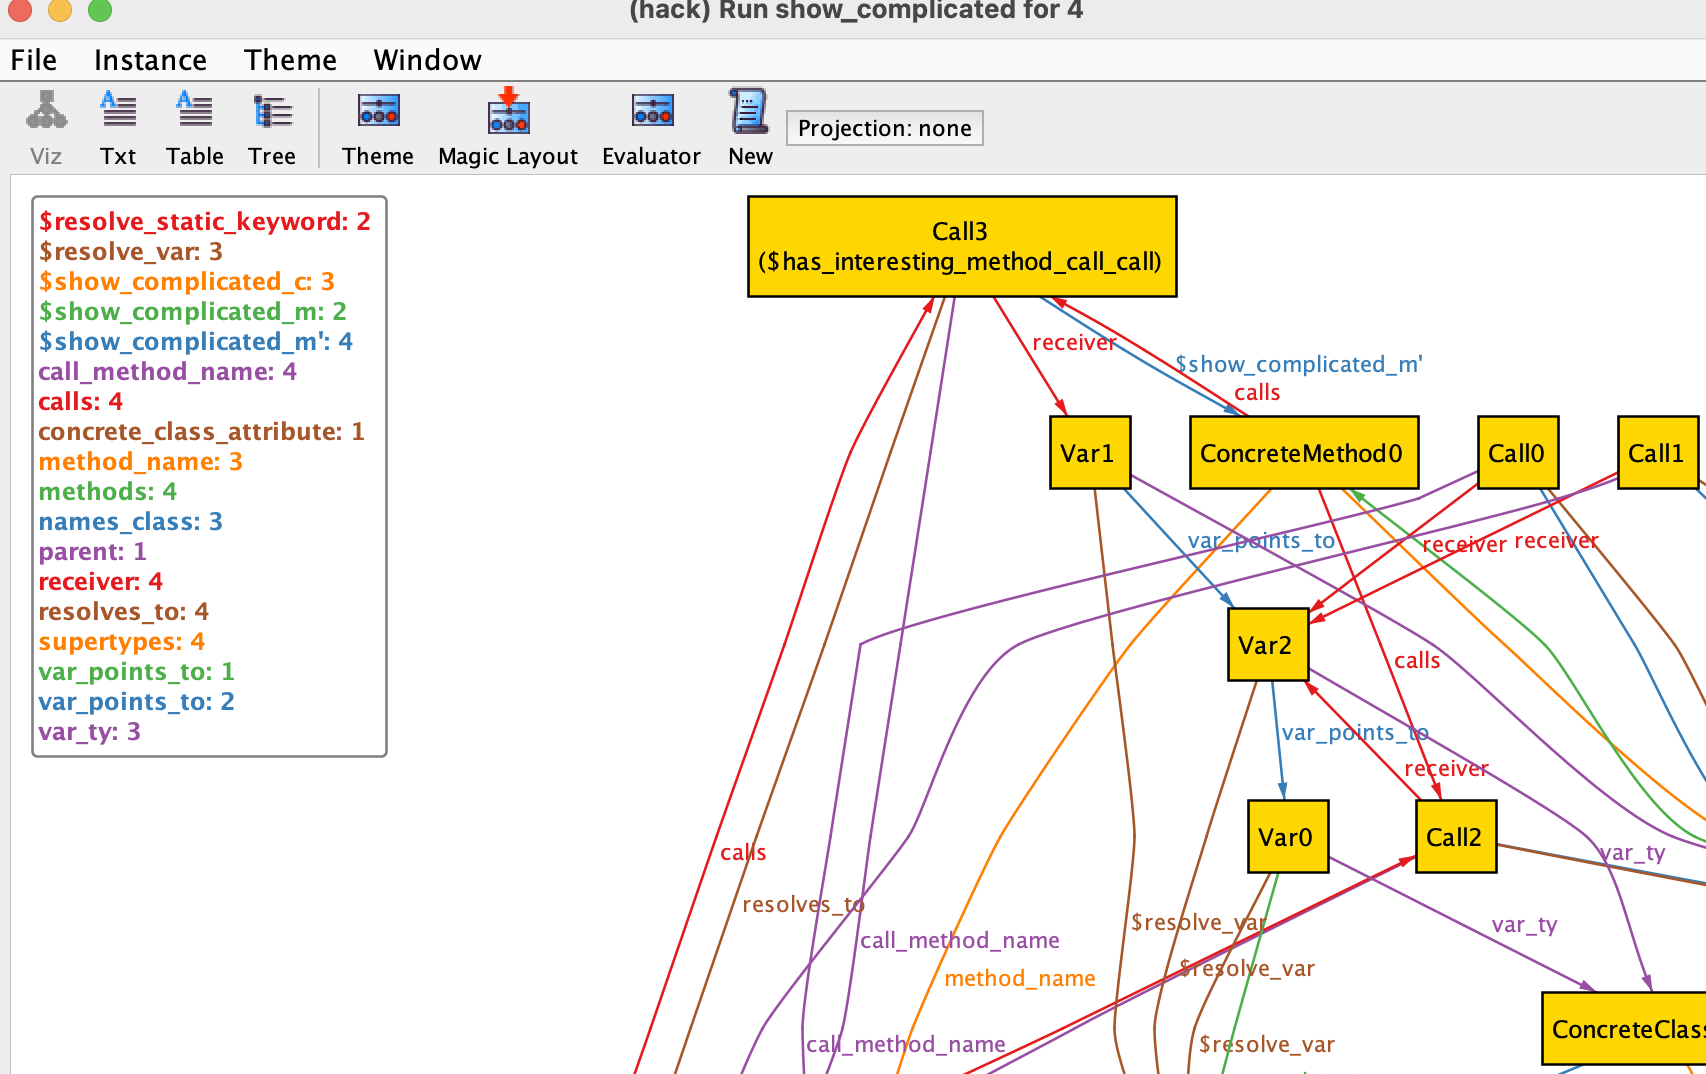 (hack) Run show_complicated for 4
File Instance Theme Window
Viz Txt Table Tree Theme Magic Layout Evaluator New Projection: none
$resolve_static_keyword: 2
$resolve_var: 3
$show_complicated_c: 3
$show_complicated_m: 2
$show_complicated_m': 4
call_method_name: 4
calls: 4
concrete_class_attribute: 1
method_name: 3
methods: 4
names_class: 3
parent: 1
receiver: 4
resolves_to: 4
supertypes: 4
var_points_to: 1
var_points_to: 2
var_ty: 3
Call3
($has_interesting_method_call_call)
receiver
$show_complicated_m'
calls
Var1 ConcreteMethod0 Call0 Call1
var_points_to receiver receiver
Var2
calls
var_points_to
receiver
Var0 Call2
calls
var_ty
resolves_to
$resolve_var
var_ty
call_method_name
$resolve_var
method_name
ConcreteClass
call_method_name
$resolve_var